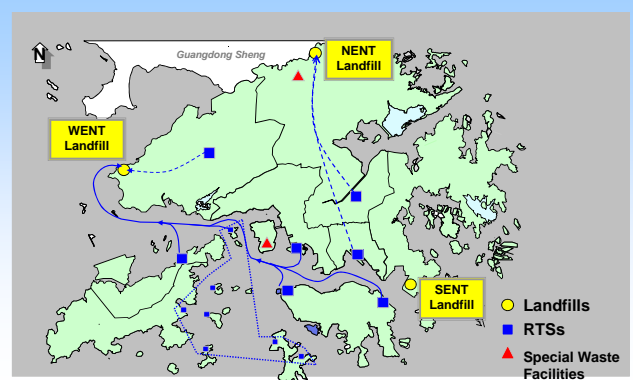 Guangdong Sheng
NENT
Landfill
N
WENT
Landfill
SENT
Landfill
Landfills
RTSs
Special Waste
Facilities